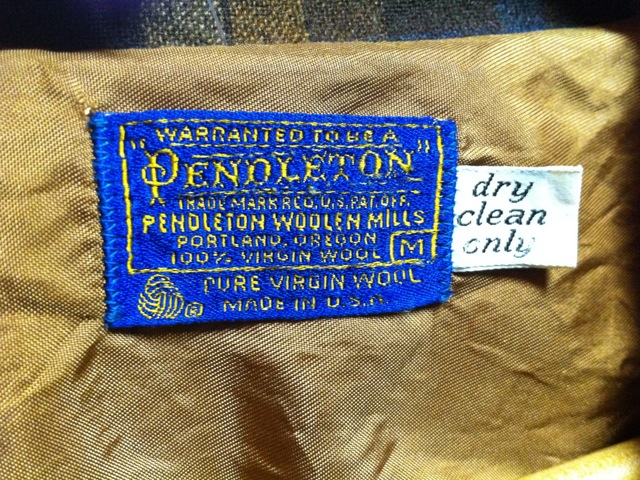 WARRANTED TO BE A
"PENDLETON"
TRADE MARK REG. U.S. PAT. OFF.
PENDLETON WOOLEN MILLS
PORTLAND, OREGON
100% VIRGIN WOOL M
PURE VIRGIN WOOL
® MADE IN U.S.A.
dry
clean
only